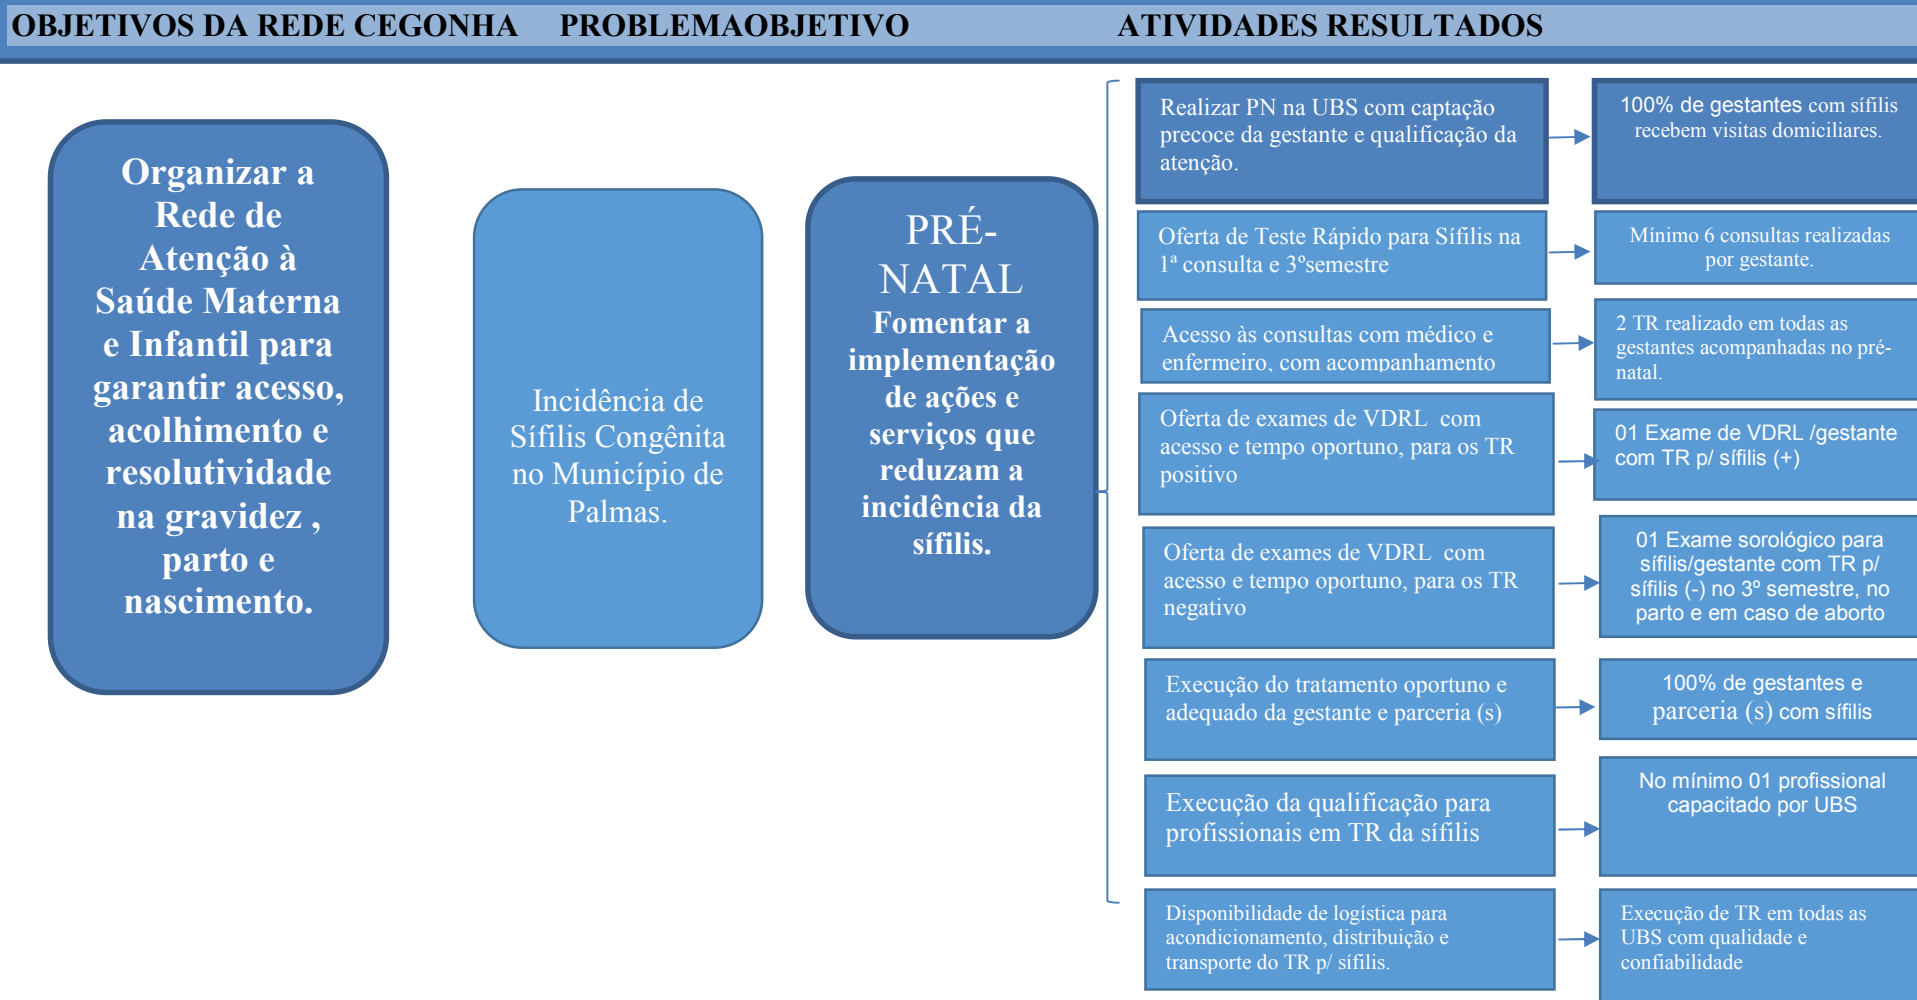 OBJETIVOS DA REDE CEGONHA PROBLEMAOBJETIVO ATIVIDADES RESULTADOS
Organizar a
Rede de
Atenção à
Saúde Materna
e Infantil para
garantir acesso,
acolhimento e
resolutividade
na gravidez ,
parto e
nascimento.
Incidência de
Sífilis Congênita
no Município de
Palmas.
PRÉ-
NATAL
Fomentar a
implementação
de ações e
serviços que
reduzam a
incidência da
sífilis.
Realizar PN na UBS com captação
precoce da gestante e qualificação da
atenção.
100% de gestantes com sífilis
recebem visitas domiciliares.
Oferta de Teste Rápido para Sífilis na
1ª consulta e 3ºsemestre
Mínimo 6 consultas realizadas
por gestante.
Acesso às consultas com médico e
enfermeiro, com acompanhamento
2 TR realizado em todas as
gestantes acompanhadas no pré-
natal.
Oferta de exames de VDRL com
acesso e tempo oportuno, para os TR
positivo
01 Exame de VDRL /gestante
com TR p/ sífilis (+)
Oferta de exames de VDRL com
acesso e tempo oportuno, para os TR
negativo
01 Exame sorológico para
sífilis/gestante com TR p/
sífilis (-) no 3º semestre, no
parto e em caso de aborto
Execução do tratamento oportuno e
adequado da gestante e parceria (s)
100% de gestantes e
parceria (s) com sífilis
Execução da qualificação para
profissionais em TR da sífilis
No mínimo 01 profissional
capacitado por UBS
Disponibilidade de logística para
acondicionamento, distribuição e
transporte do TR p/ sífilis.
Execução de TR em todas as
UBS com qualidade e
confiabilidade